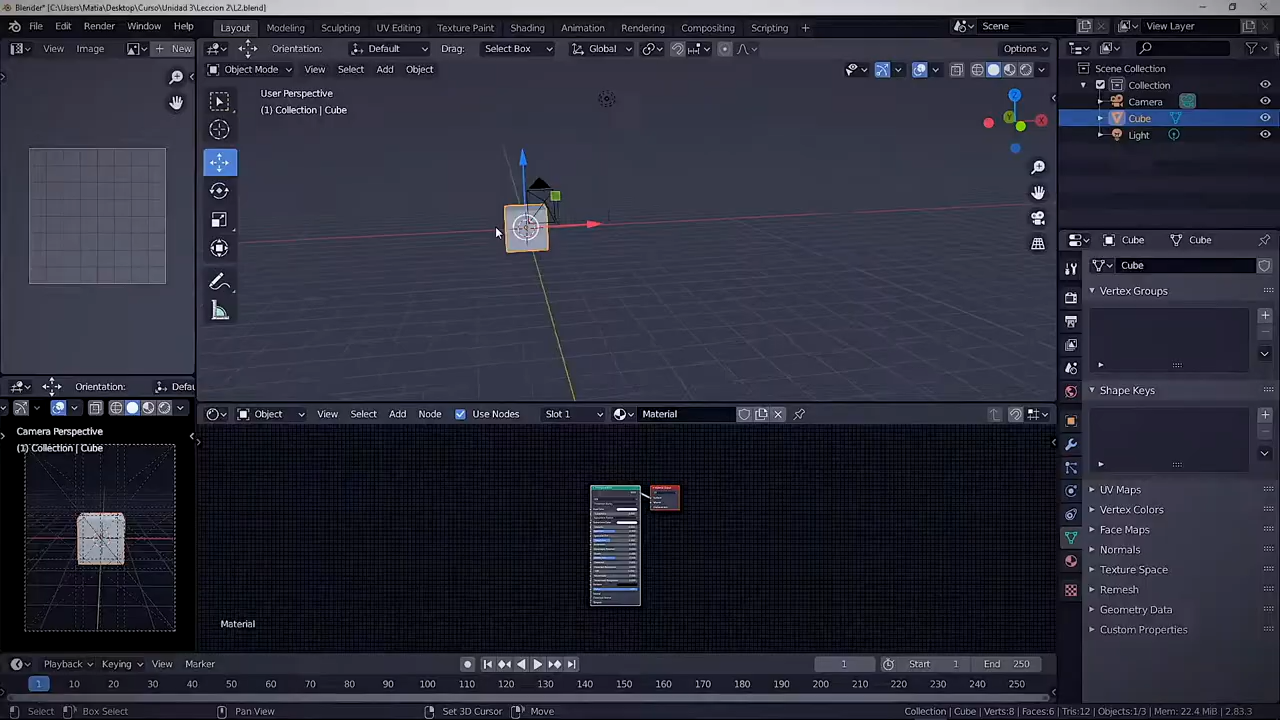 Blender* [C:\Users\Matia\Desktop\Curso\Unidad 3\Leccion 2\L2.blend]
File Edit Render Window Help Layout Modeling Sculpting UV Editing Texture Paint Shading Animation Rendering Compositing Scripting + Scene View Layer
View Image New Orientation: Default Drag: Select Box Global Options
Object Mode View Select Add Object
Scene Collection
Collection
Camera
Cube
Light
User Perspective
(1) Collection | Cube
Cube Cube
Cube
Vertex Groups
Shape Keys
UV Maps
Vertex Colors
Face Maps
Normals
Texture Space
Remesh
Geometry Data
Custom Properties
Orientation: Defau
Camera Perspective
(1) Collection | Cube
Object View Select Add Node Use Nodes Slot 1 Material
Material
Playback Keying View Marker 1 Start 1 End 250
1 10 20 30 40 50 60 70 80 90 100 110 120 130 140 150 160 170 180 190 200 210 220 230 240 250
Select Box Select Pan View Set 3D Cursor Move Collection | Cube | Verts:8 | Faces:6 | Tris:12 | Objects:1/3 | Mem: 22.4 MiB | 2.83.3